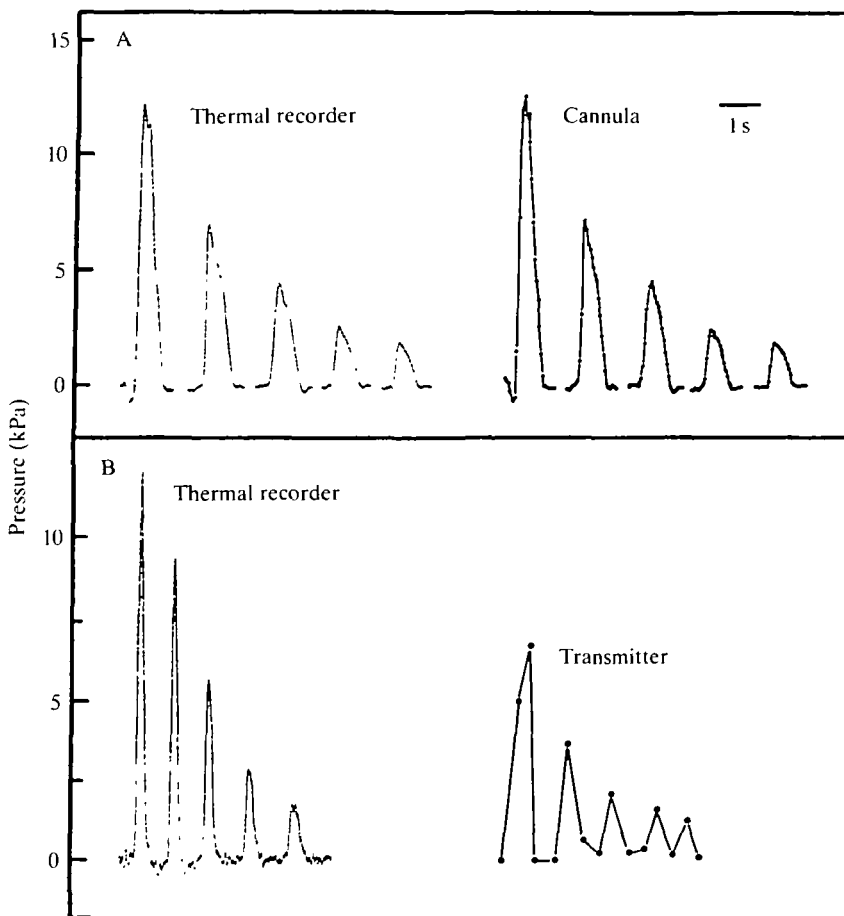 15
A
Thermal recorder
Cannula
1 s
10
5
0
Pressure (kPa)
B
Thermal recorder
10
Transmitter
5
0